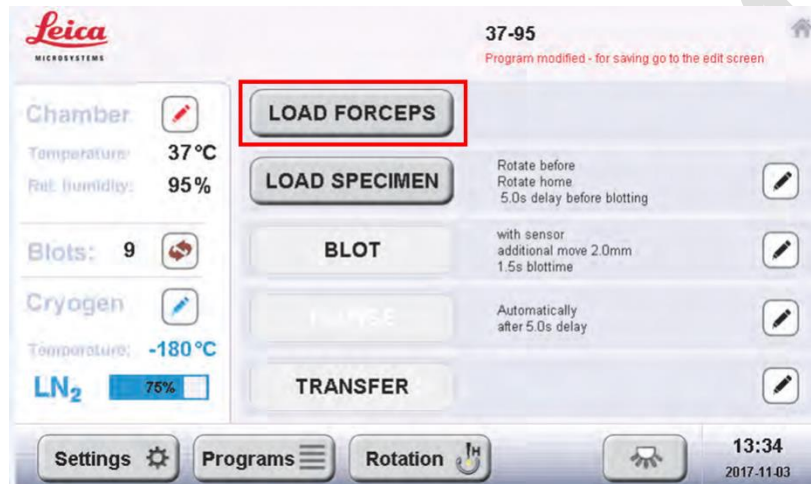 Leica
MICROSYSTEMS
37-95
Program modified - for saving go to the edit screen
Chamber
Temperature: 37°C
Rel. humidity: 95%
LOAD FORCEPS
LOAD SPECIMEN
Rotate before
Rotate home
5.0s delay before blotting
Blots: 9
BLOT
with sensor
additional move 2.0mm
1.5s blottime
Cryogen
Temperature: -180°C
LN₂ 75%
Automatically
after 5.0s delay
TRANSFER
Settings
Programs
Rotation
H
13:34
2017-11-03